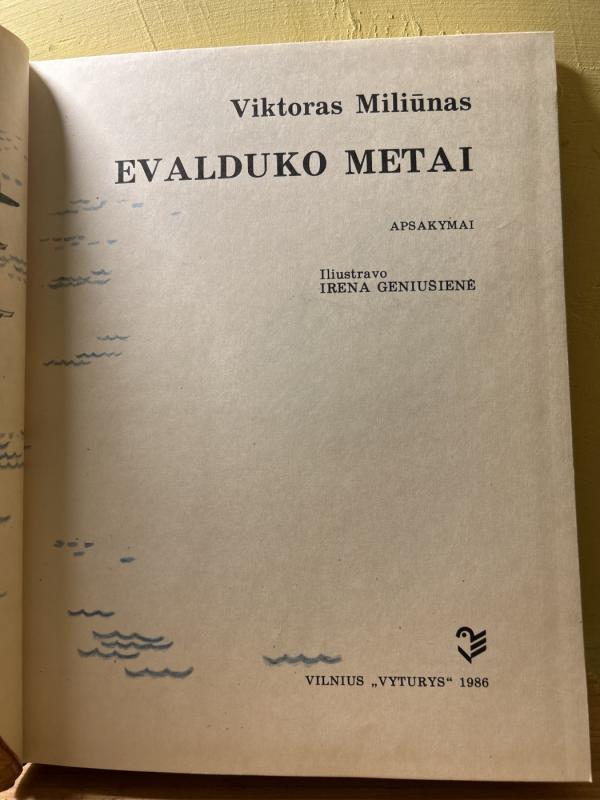 Viktoras Miliūnas
EVALDUKO METAI
APSAKYMAI
Iliustravo
IRENA GENIUŠIENĖ
VILNIUS „VYTURYS“ 1986